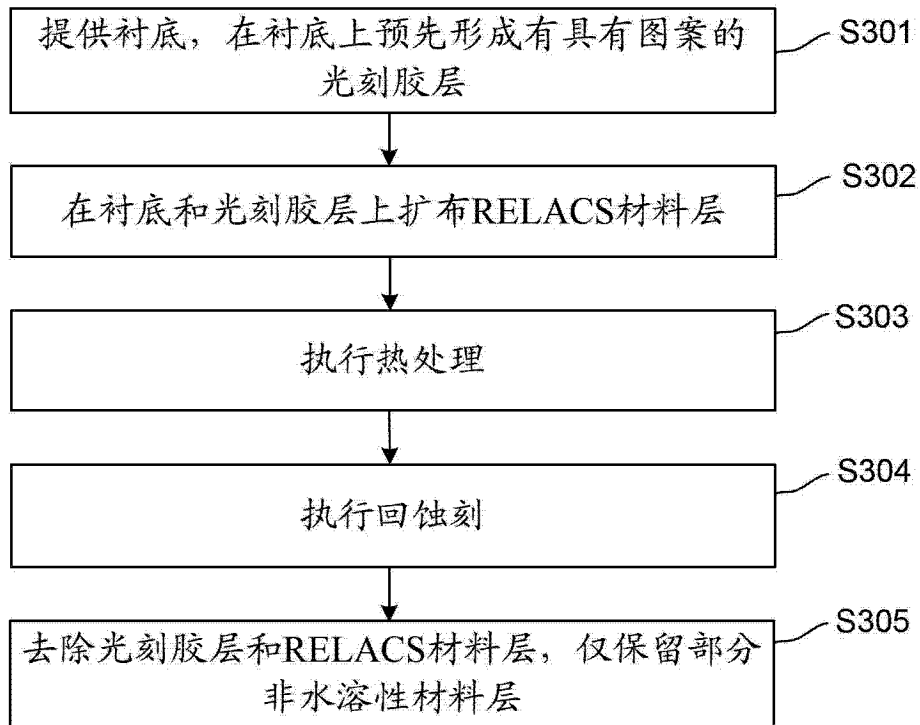 提供衬底，在衬底上预先形成有具有图案的
光刻胶层
S301
在衬底和光刻胶层上扩布RELACS材料层
S302
执行热处理
S303
执行回蚀刻
S304
去除光刻胶层和RELACS材料层，仅保留部分
非水溶性材料层
S305